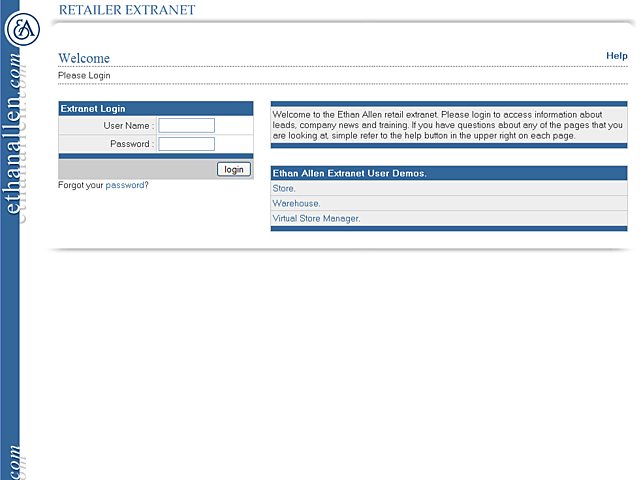 RETAILER EXTRANET
EA
ethanallen.com
Welcome
Help
Please Login
Extranet Login
User Name :
Password :
login
Forgot your password?
Welcome to the Ethan Allen retail extranet. Please login to access information about
leads, company news and training. If you have questions about any of the pages that you
are looking at, simple refer to the help button in the upper right on each page.
Ethan Allen Extranet User Demos.
Store.
Warehouse.
Virtual Store Manager.
com